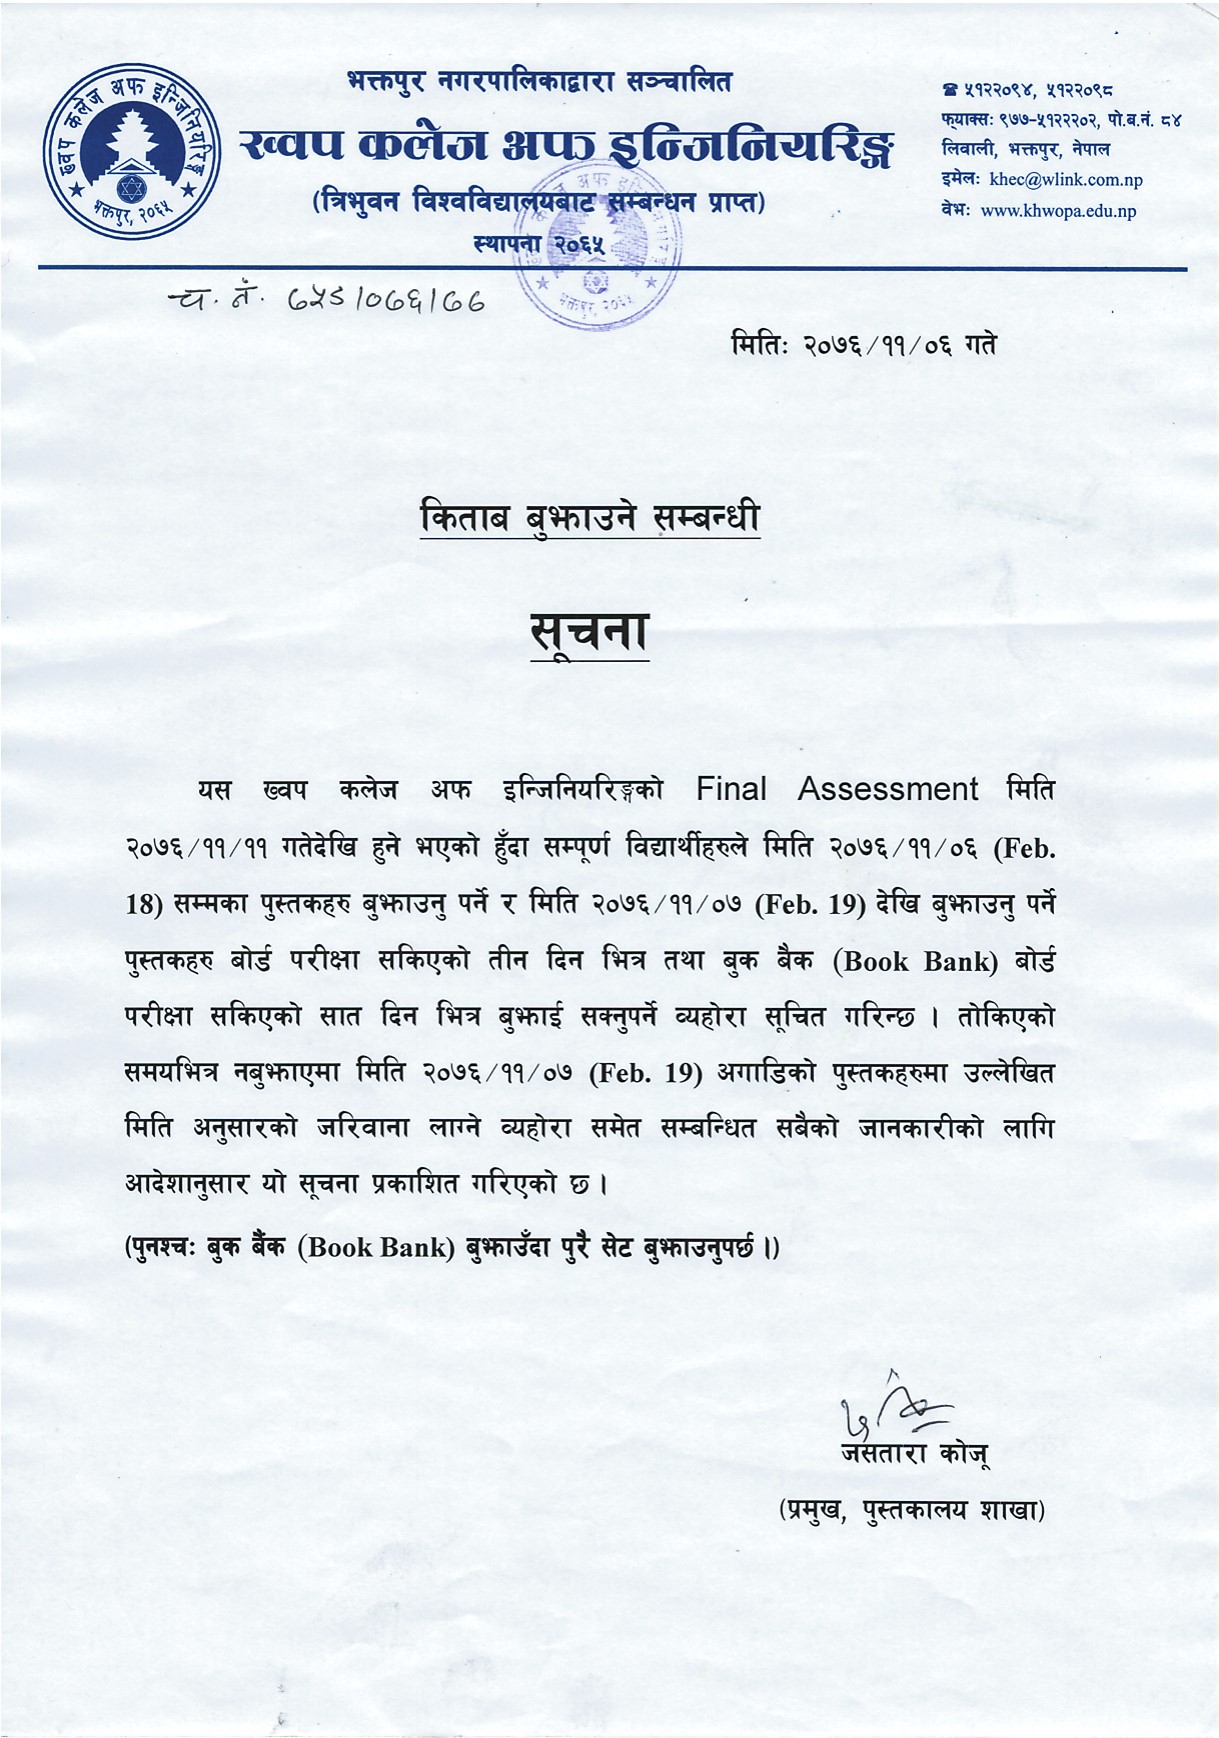 भक्तपुर नगरपालिकाद्वारा सञ्चालित
ख्वप कलेज अफ इन्जिनियरिङ्ग
(त्रिभुवन विश्वविद्यालयबाट सम्बन्धन प्राप्त)
स्थापना २०६५
ख्वप कलेज अफ इन्जिनियरिङ्ग
भक्तपुर, २०६५
☎ ५१२२०९४, ५१२२०९८
फ्याक्सः ९७७-५१२२२०२, पो.ब.नं. ८४
लिवाली, भक्तपुर, नेपाल
इमेलः khec@wlink.com.np
वेभः www.khwopa.edu.np
भक्तपुर, २०६५
च. नं. ७५८/०७६/७७
मितिः २०७६/११/०६ गते
किताब बुझाउने सम्बन्धी
सूचना
यस ख्वप कलेज अफ इन्जिनियरिङ्गको Final Assessment मिति
२०७६/११/११ गतेदेखि हुने भएको हुँदा सम्पूर्ण विद्यार्थीहरुले मिति २०७६/११/०६ (Feb.
18) सम्मका पुस्तकहरु बुझाउनु पर्ने र मिति २०७६/११/०७ (Feb. 19) देखि बुझाउनु पर्ने
पुस्तकहरु बोर्ड परीक्षा सकिएको तीन दिन भित्र तथा बुक बैक (Book Bank) बोर्ड
परीक्षा सकिएको सात दिन भित्र बुझाई सक्नुपर्ने व्यहोरा सूचित गरिन्छ । तोकिएको
समयभित्र नबुझाएमा मिति २०७६/११/०७ (Feb. 19) अगाडिको पुस्तकहरुमा उल्लेखित
मिति अनुसारको जरिवाना लाग्ने व्यहोरा समेत सम्बन्धित सबैको जानकारीको लागि
आदेशानुसार यो सूचना प्रकाशित गरिएको छ ।
(पुनश्चः बुक बैंक (Book Bank) बुझाउँदा पुरै सेट बुझाउनुपर्छ ।)
जसतारा कोजू
(प्रमुख, पुस्तकालय शाखा)